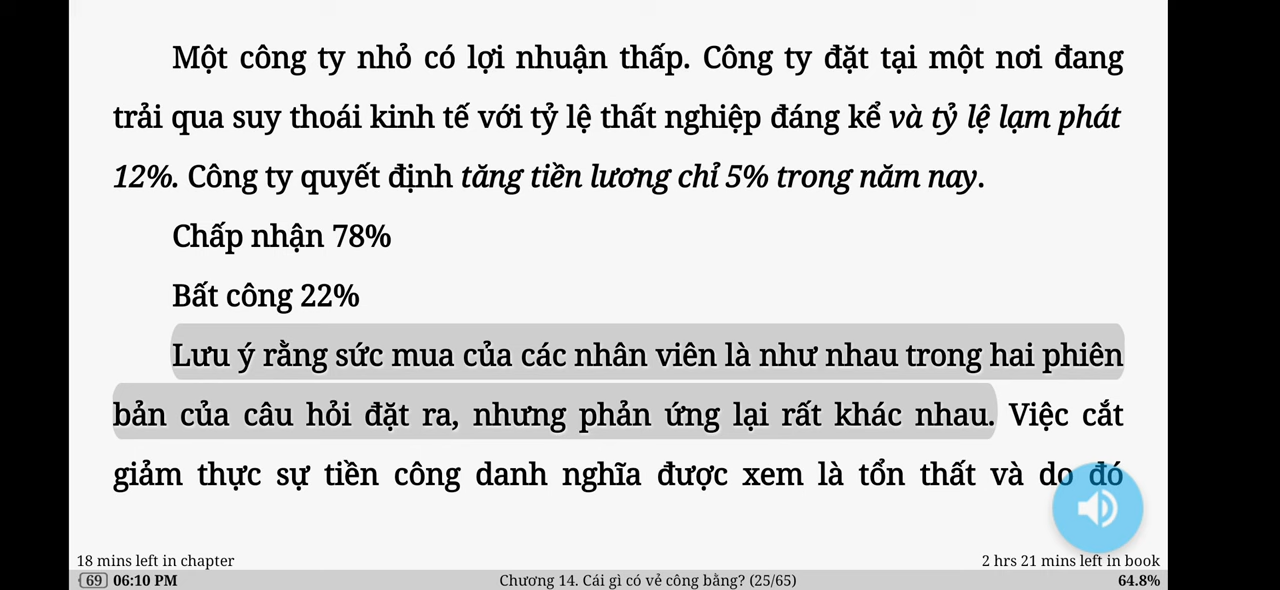 Một công ty nhỏ có lợi nhuận thấp. Công ty đặt tại một nơi đang
trải qua suy thoái kinh tế với tỷ lệ thất nghiệp đáng kể và tỷ lệ lạm phát
12%. Công ty quyết định tăng tiền lương chỉ 5% trong năm nay.
Chấp nhận 78%
Bất công 22%
Lưu ý rằng sức mua của các nhân viên là như nhau trong hai phiên
bản của câu hỏi đặt ra, nhưng phản ứng lại rất khác nhau. Việc cắt
giảm thực sự tiền công danh nghĩa được xem là tổn thất và do đó
18 mins left in chapter
2 hrs 21 mins left in book
69 06:10 PM
Chương 14. Cái gì có vẻ công bằng? (25/65)
64.8%